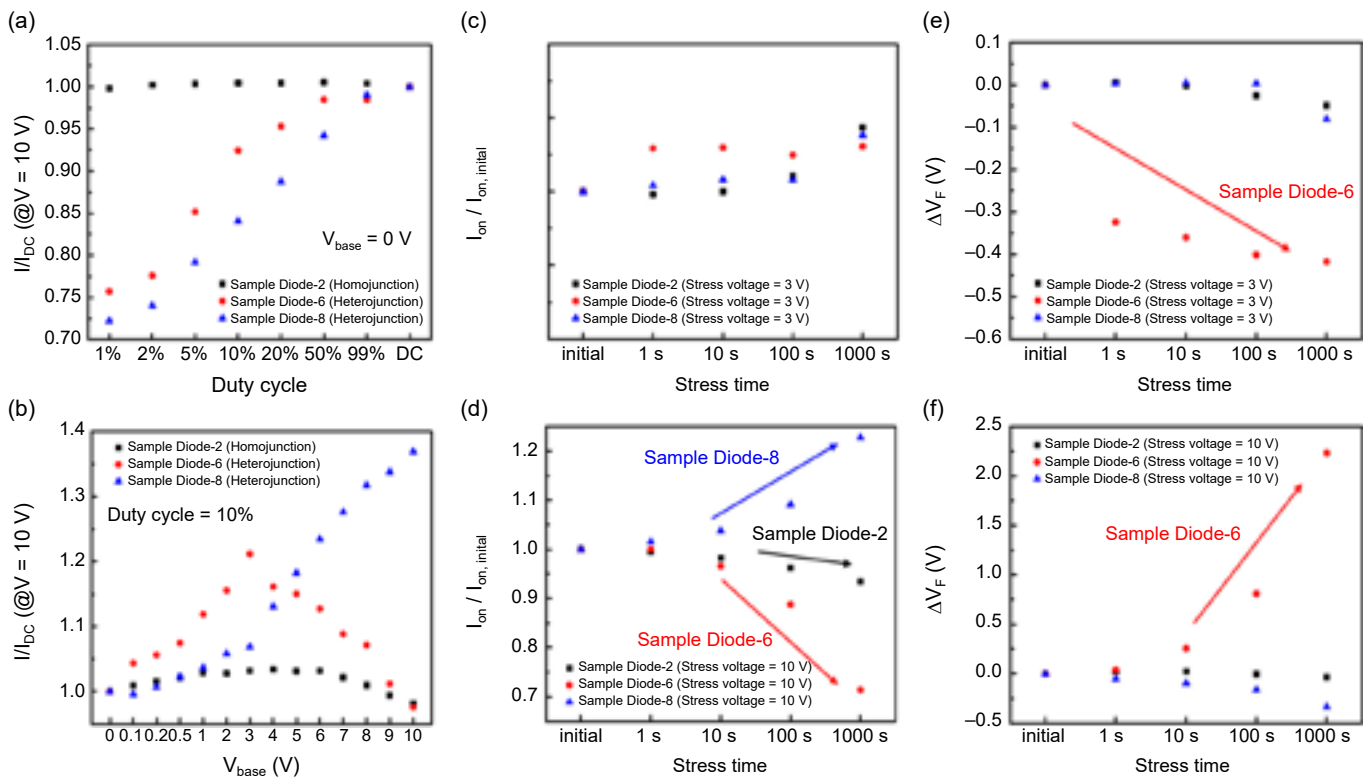 (a)
1.05
1.00
0.95
0.90
0.85
0.80
0.75
0.70
I/I_DC (@V = 10 V)
V_base = 0 V
Sample Diode-2 (Homojunction)
Sample Diode-6 (Heterojunction)
Sample Diode-8 (Heterojunction)
1% 2% 5% 10% 20% 50% 99% DC
Duty cycle
(c)
I_on / I_on, inital
Sample Diode-2 (Stress voltage = 3 V)
Sample Diode-6 (Stress voltage = 3 V)
Sample Diode-8 (Stress voltage = 3 V)
initial 1 s 10 s 100 s 1000 s
Stress time
(e)
0.1
0.0
–0.1
–0.2
–0.3
–0.4
–0.5
–0.6
ΔV_F (V)
Sample Diode-6
Sample Diode-2 (Stress voltage = 3 V)
Sample Diode-6 (Stress voltage = 3 V)
Sample Diode-8 (Stress voltage = 3 V)
initial 1 s 10 s 100 s 1000 s
Stress time
(b)
1.4
1.3
1.2
1.1
1.0
I/I_DC (@V = 10 V)
Sample Diode-2 (Homojunction)
Sample Diode-6 (Heterojunction)
Sample Diode-8 (Heterojunction)
Duty cycle = 10%
0 0.1 0.2 0.5 1 2 3 4 5 6 7 8 9 10
V_base (V)
(d)
1.2
1.1
1.0
0.9
0.8
0.7
I_on / I_on, inital
Sample Diode-8
Sample Diode-2
Sample Diode-6
Sample Diode-2 (Stress voltage = 10 V)
Sample Diode-6 (Stress voltage = 10 V)
Sample Diode-8 (Stress voltage = 10 V)
initial 1 s 10 s 100 s 1000 s
Stress time
(f)
2.5
2.0
1.5
1.0
0.5
0.0
–0.5
ΔV_F (V)
Sample Diode-2 (Stress voltage = 10 V)
Sample Diode-6 (Stress voltage = 10 V)
Sample Diode-8 (Stress voltage = 10 V)
Sample Diode-6
initial 1 s 10 s 100 s 1000 s
Stress time